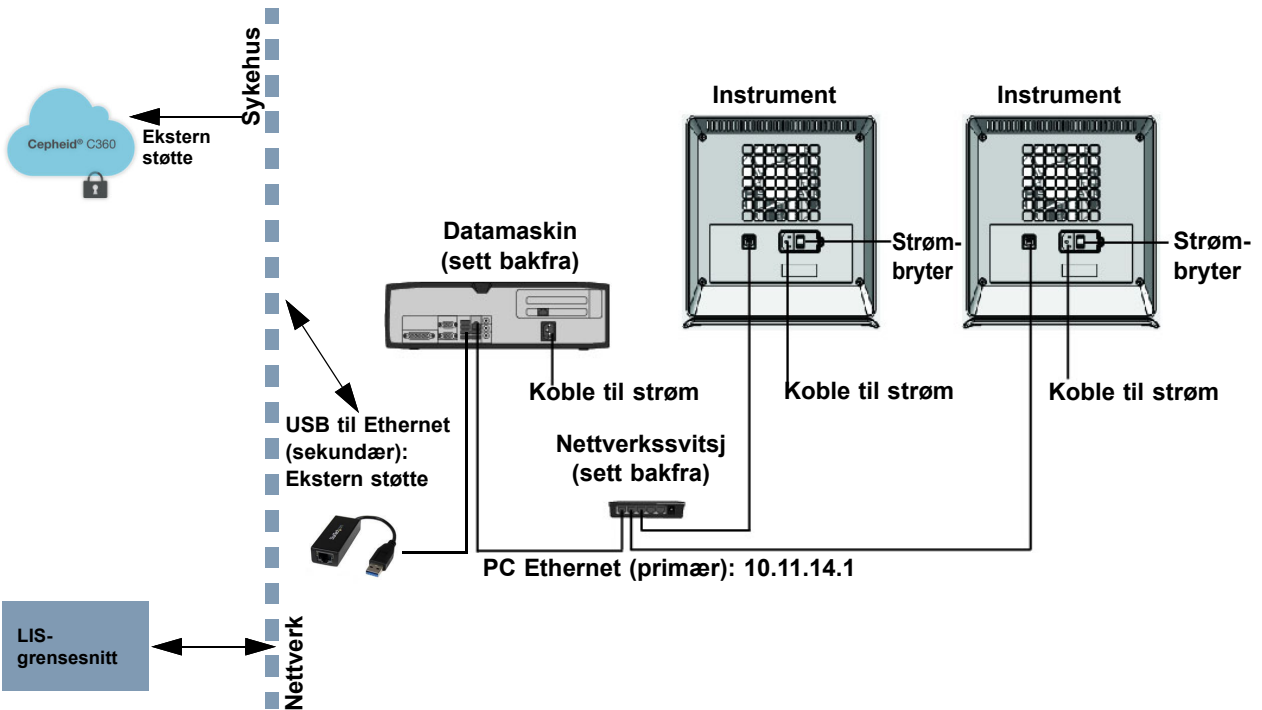 Sykehus
Cepheid® C360
Ekstern
støtte
Instrument
Instrument
Datamaskin
(sett bakfra)
Strøm-
bryter
Strøm-
bryter
Koble til strøm
Koble til strøm
Koble til strøm
USB til Ethernet
(sekundær):
Ekstern støtte
Nettverkssvitsj
(sett bakfra)
StarTech
PC Ethernet (primær): 10.11.14.1
LIS-
grensesnitt
Nettverk